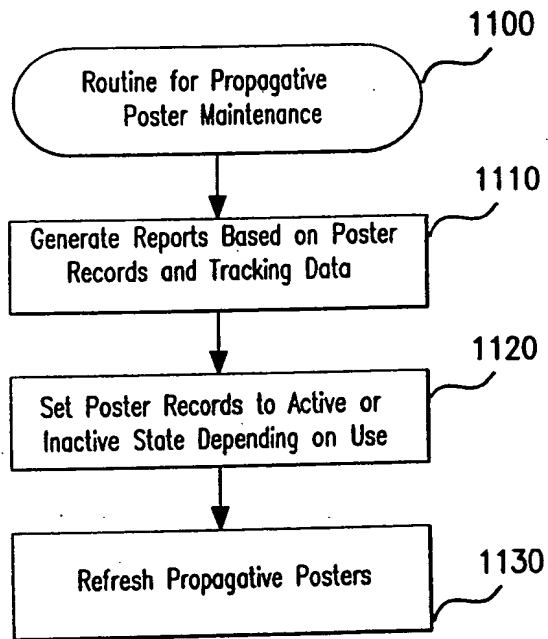 1100
Routine for Propagative
Poster Maintenance
1110
Generate Reports Based on Poster
Records and Tracking Data
1120
Set Poster Records to Active or
Inactive State Depending on Use
Refresh Propagative Posters
1130